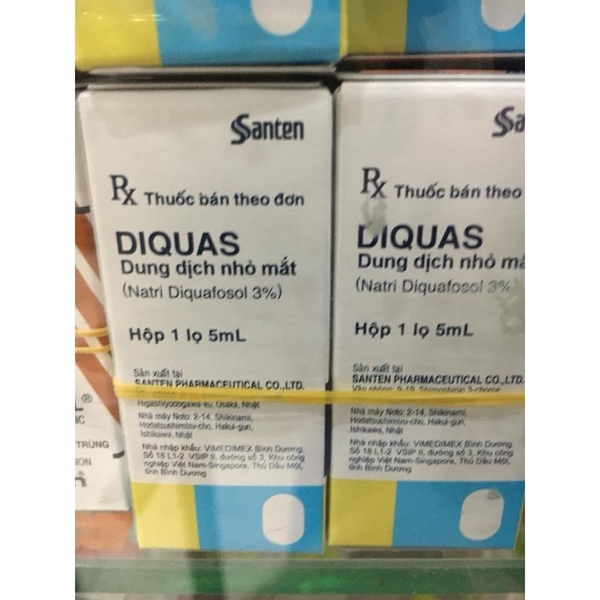 Santen
Rx Thuốc bán theo đơn
DIQUAS
Dung dịch nhỏ mắt
(Natri Diquafosol 3%)
Hộp 1 lọ 5mL
Sản xuất tại
SANTEN PHARMACEUTICAL CO.,LTD.
Higashiyodogawa-ku, Osaka, Nhật
Nhà máy Noto: 2-14, Shikinami,
Hodatsushimizu-cho, Hakui-gun,
Ishikawa, Nhật
Nhà nhập khẩu: VIMEDIMEX Bình Dương.
Số 18 L1-2 VSIP II, đường số 3, Khu công
nghiệp Việt Nam-Singapore, Thủ Dầu Một,
tỉnh Bình Dương
Rx Thuốc bán theo
DIQUAS
Dung dịch nhỏ
(Natri Diquafosol 3%)
Hộp 1 lọ 5mL
Sản xuất tại
SANTEN PHARMACEUTICAL CO.,LTD.
Nhà máy Noto: 2-14, Shikinami,
Hodatsushimizu-cho, Hakui-gun,
Ishikawa, Nhật
Nhà nhập khẩu: VIMEDIMEX Bình Dương.
Số 18 L1-2 VSIP II, đường số 3, Khu công
nghiệp Việt Nam-Singapore, Thủ Dầu Một,
tỉnh Bình Dương
TRÙNG